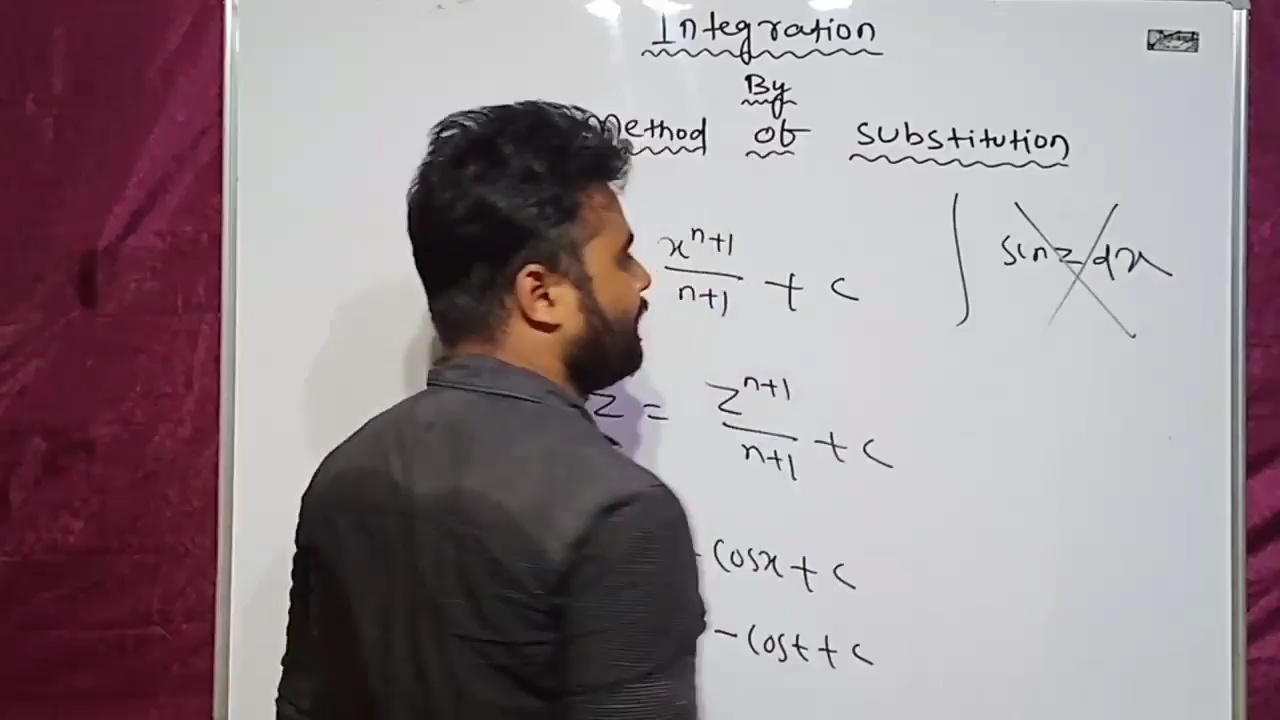 Integration
By
Method of substitution
x^{n+1}/n+1 + c
∫ sinz dx
z = z^{n+1}/n+1 + c
- cosx + c
- cost + c